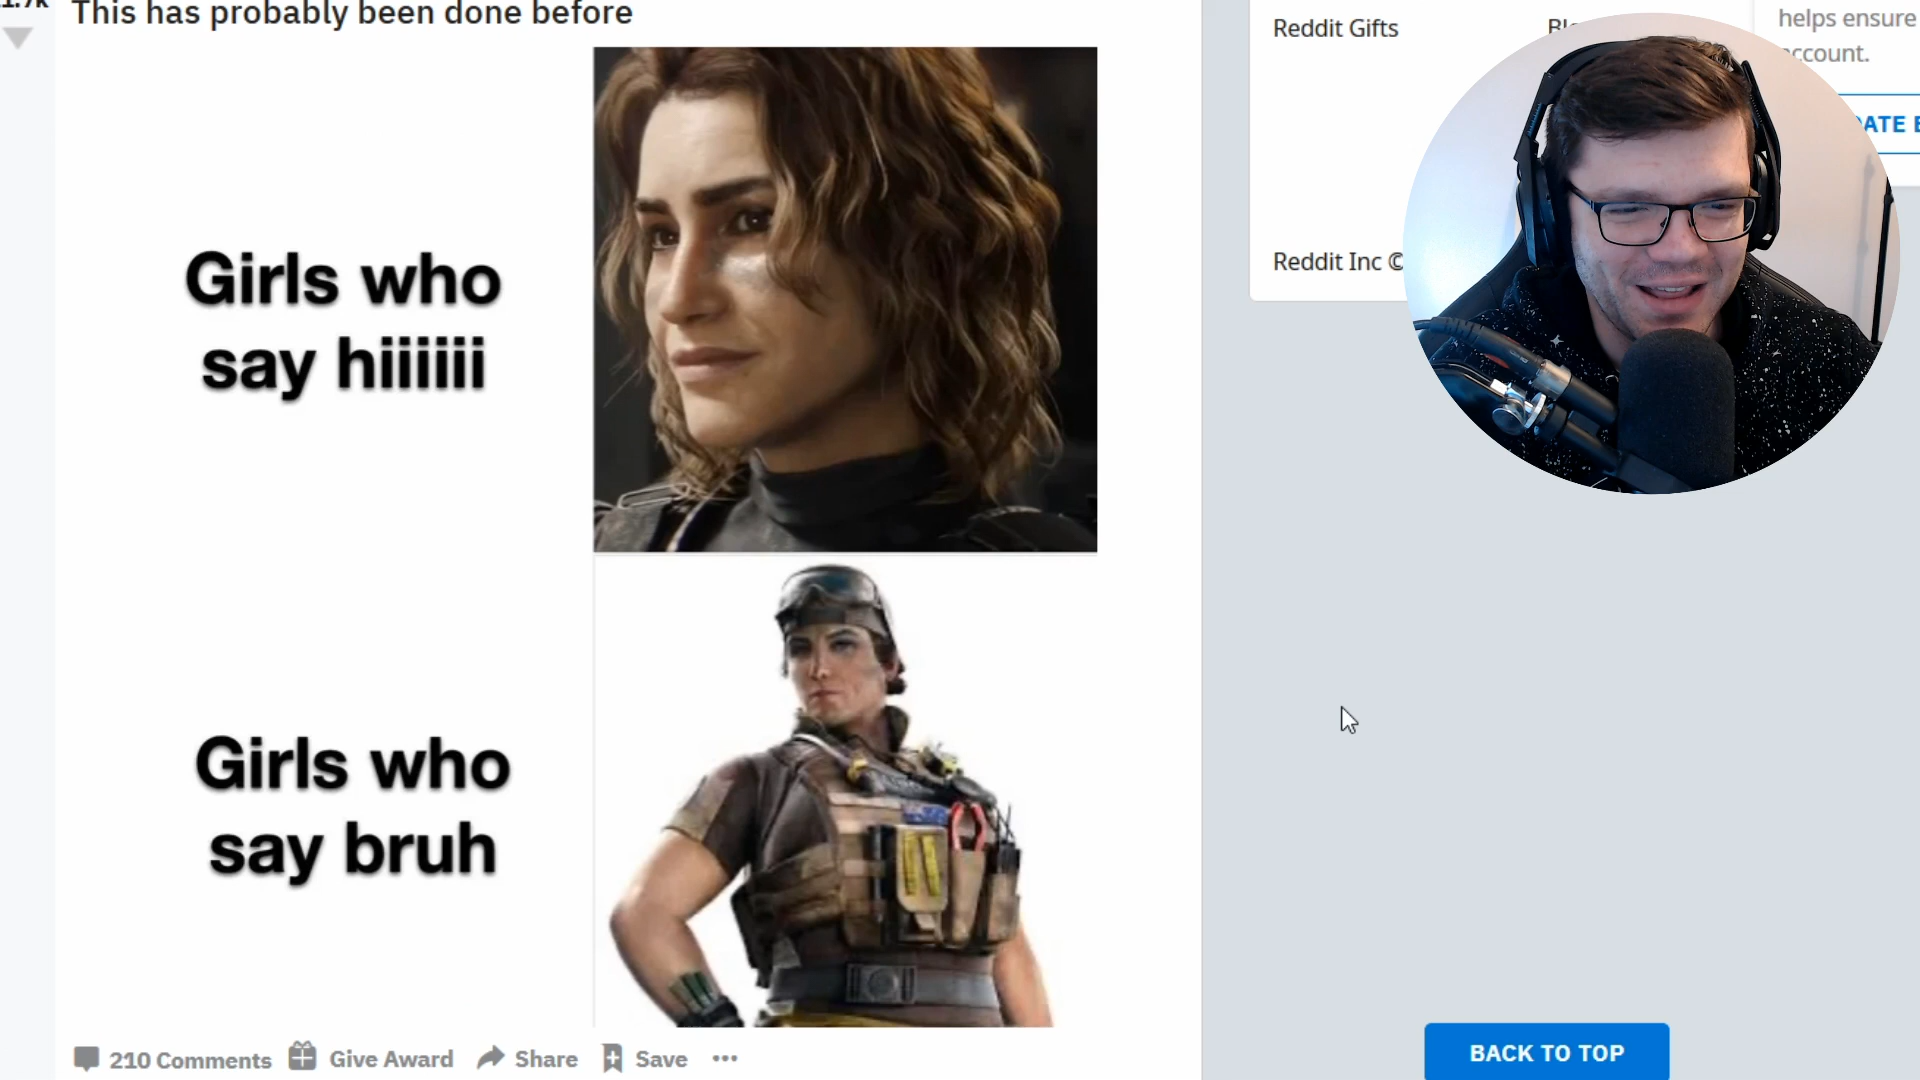 This has probably been done before
Girls who
say hiiiiii
Girls who
say bruh
210 Comments
Give Award
Share
Save
Reddit Gifts
helps ensure
account.
Reddit Inc ©
BACK TO TOP